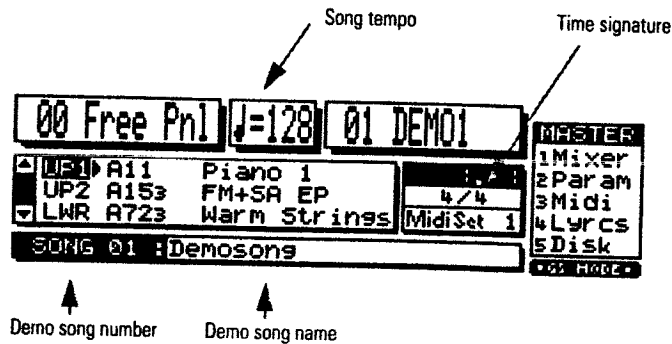 Song tempo
Time signature
00 Free Pnl
♩=128
01 DEMO1
MASTER
1Mixer
2Param
3Midi
4Lyrcs
5Disk
UP1 A11 Piano 1
UP2 A153 FM+SA EP
LWR A723 Warm Strings
4/4
MidiSet 1
SONG 01 :Demosong
•GS MODE•
Demo song number
Demo song name